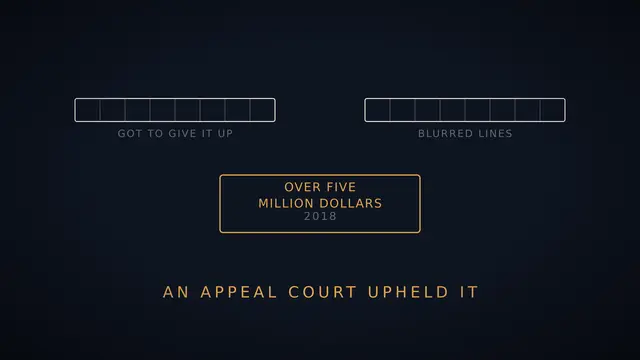 GOT TO GIVE IT UP
BLURRED LINES
OVER FIVE
MILLION DOLLARS
2018
AN APPEAL COURT UPHELD IT